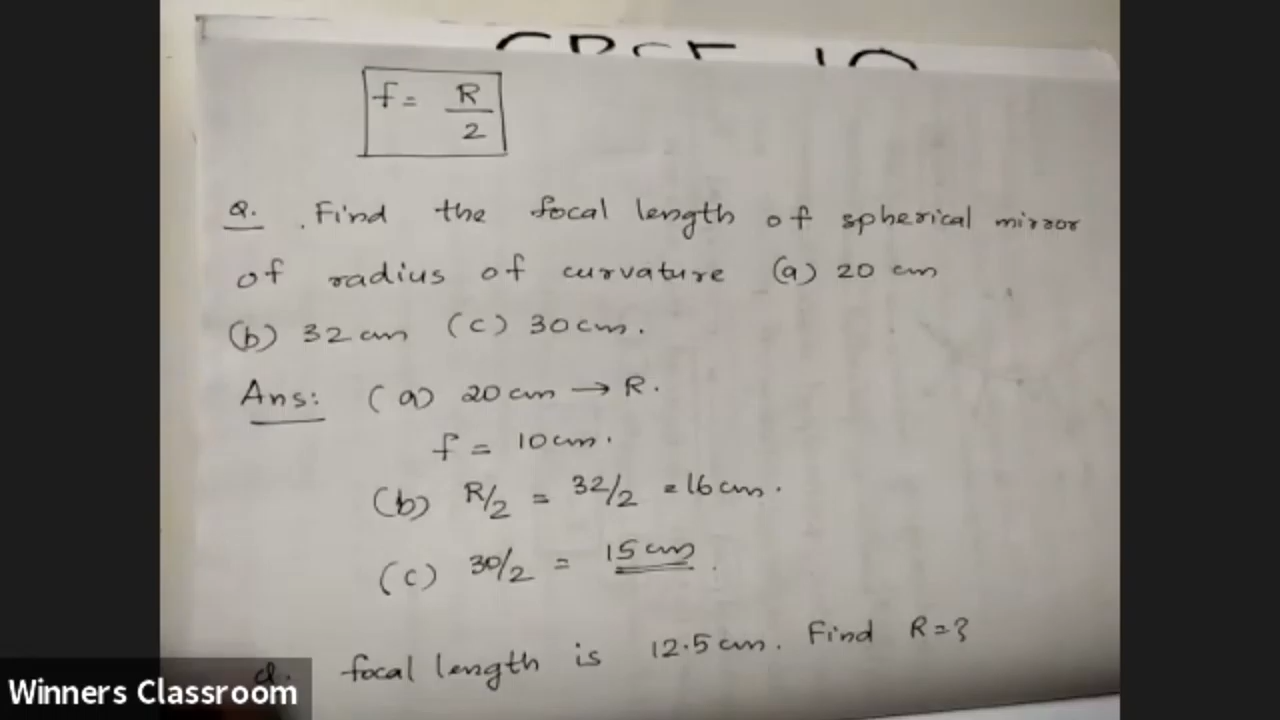 CBSE 10
f = R/2
Q. Find the focal length of spherical mirror
of radius of curvature (a) 20 cm
(b) 32 cm (c) 30 cm.
Ans: (a) 20 cm → R.
f = 10 cm.
(b) R/2 = 32/2 = 16 cm.
(c) 30/2 = 15 cm.
Q. focal length is 12.5 cm. Find R = ?
Winners Classroom